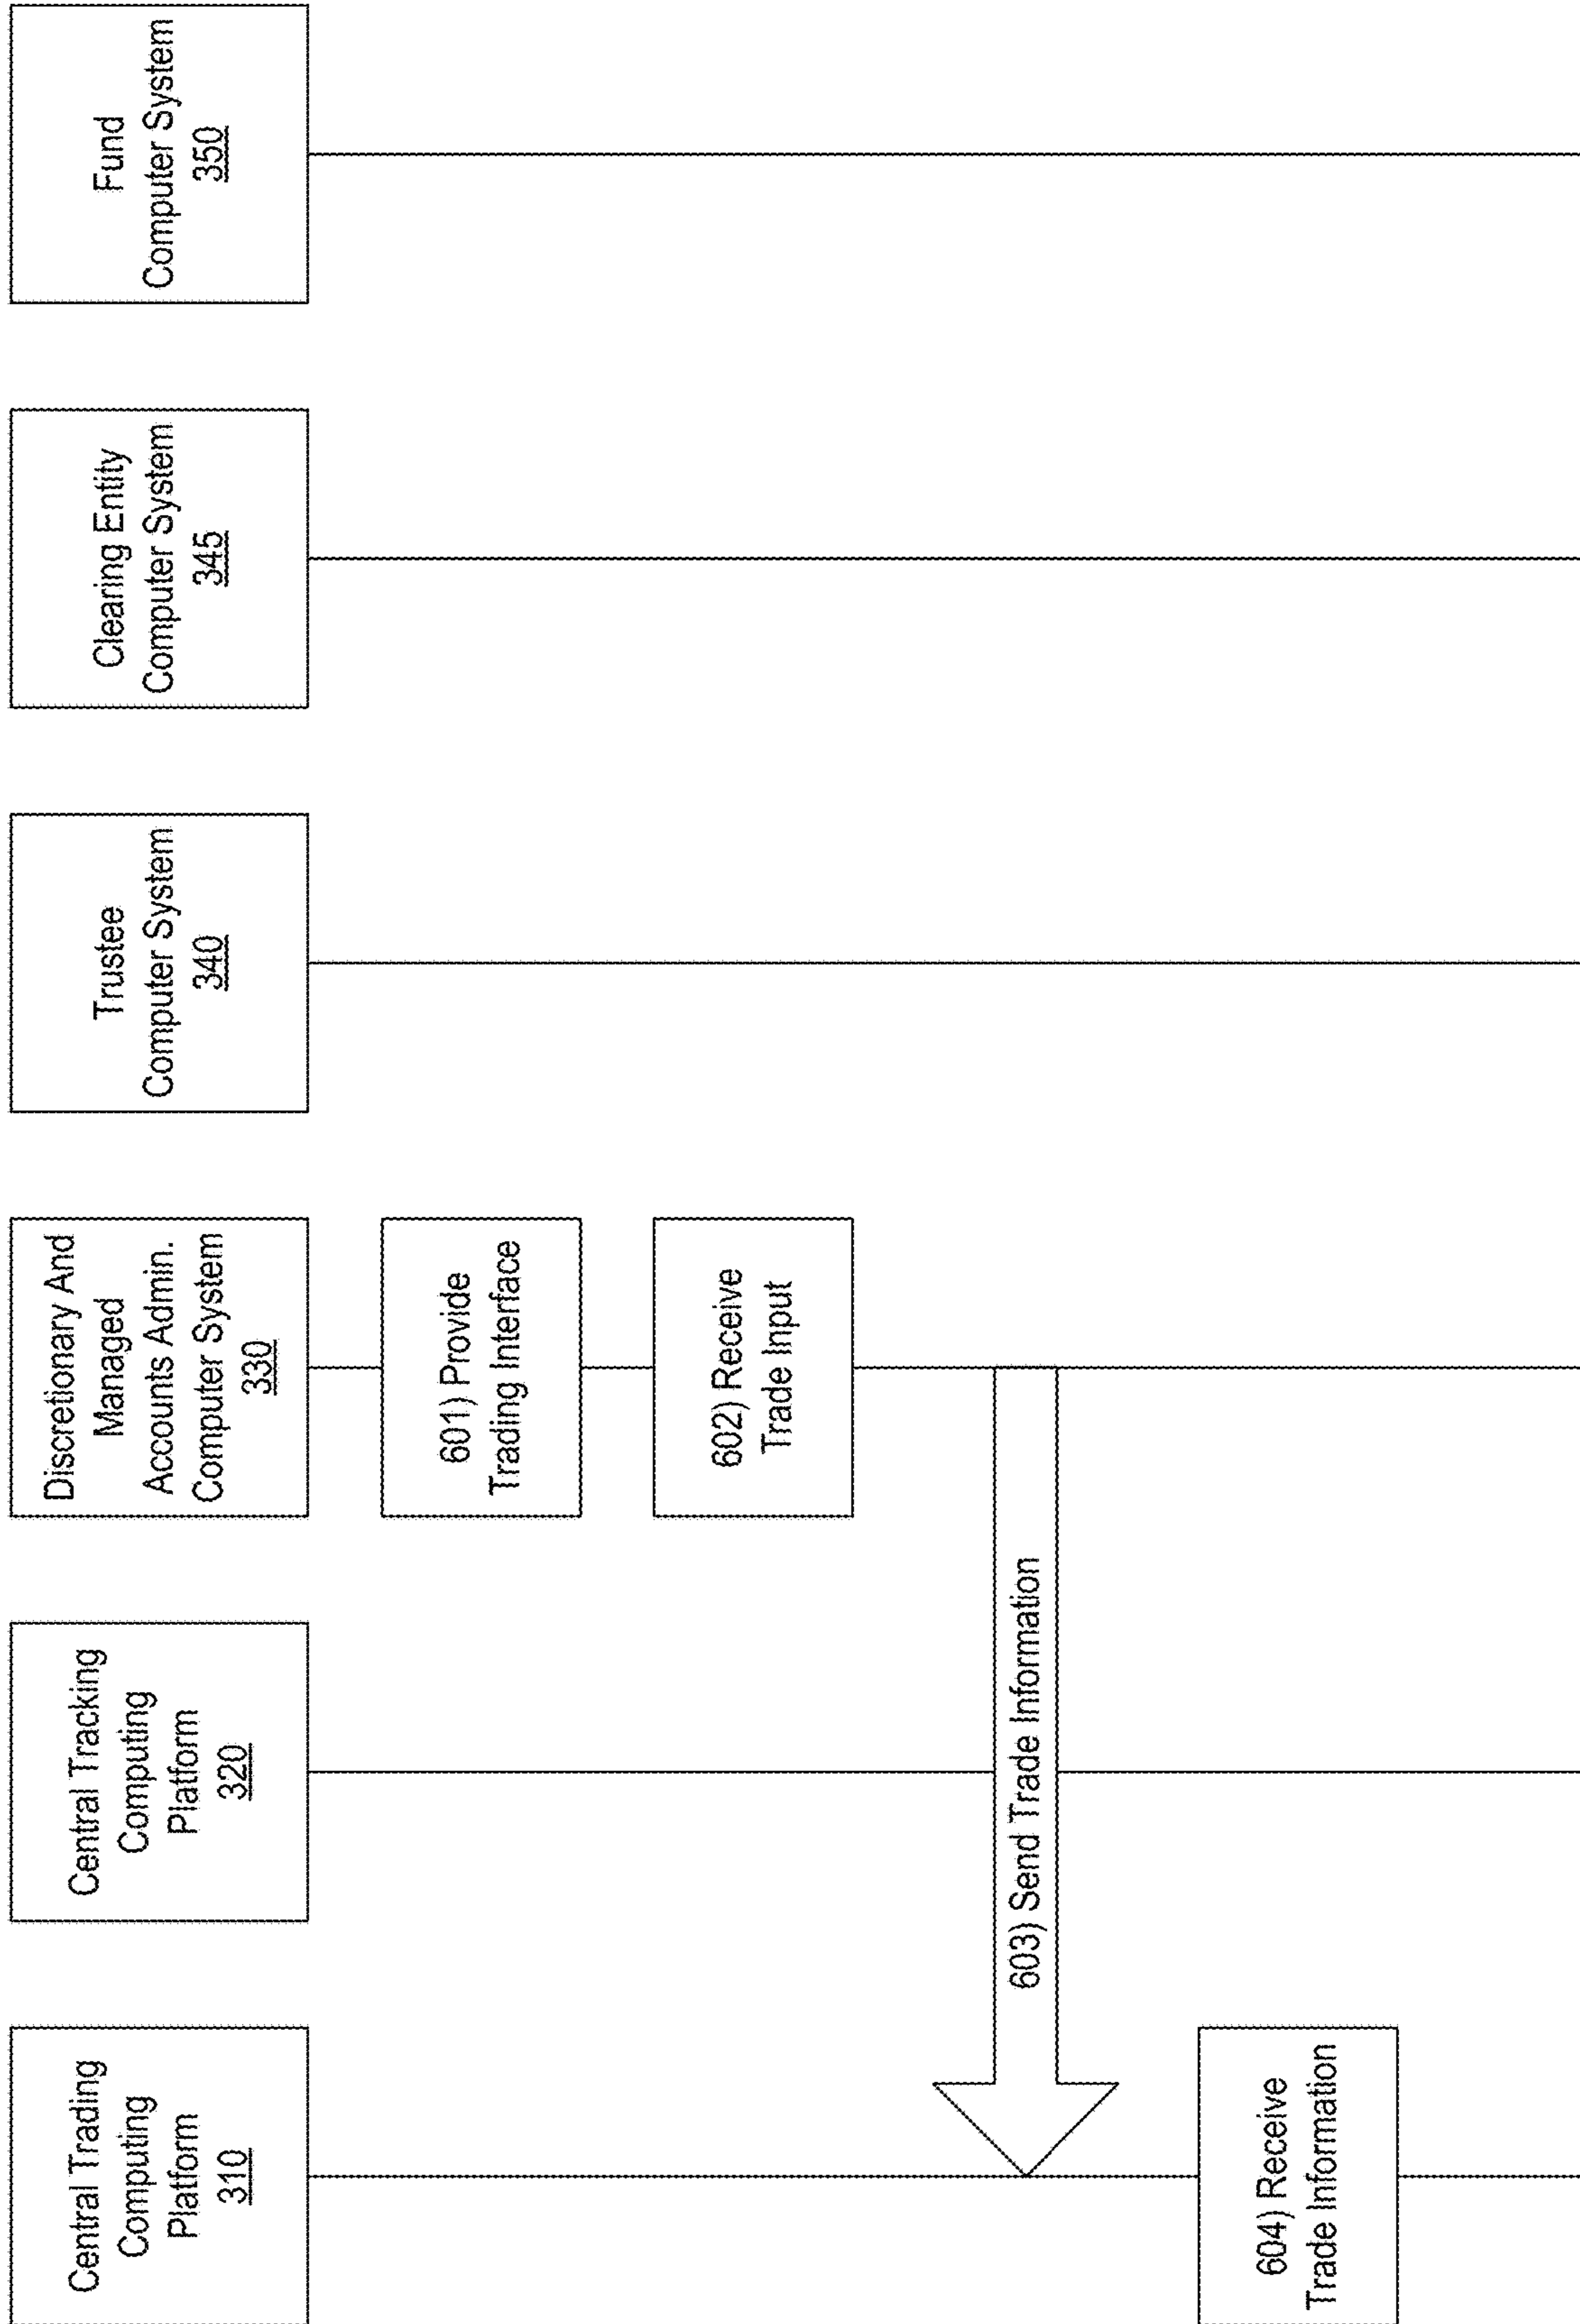 Central Trading
Computing
Platform
310
Central Tracking
Computing
Platform
320
Discretionary And
Managed
Accounts Admin.
Computer System
330
Trustee
Computer System
340
Clearing Entity
Computer System
345
Fund
Computer System
350
601) Provide
Trading Interface
602) Receive
Trade Input
603) Send Trade Information
604) Receive
Trade Information